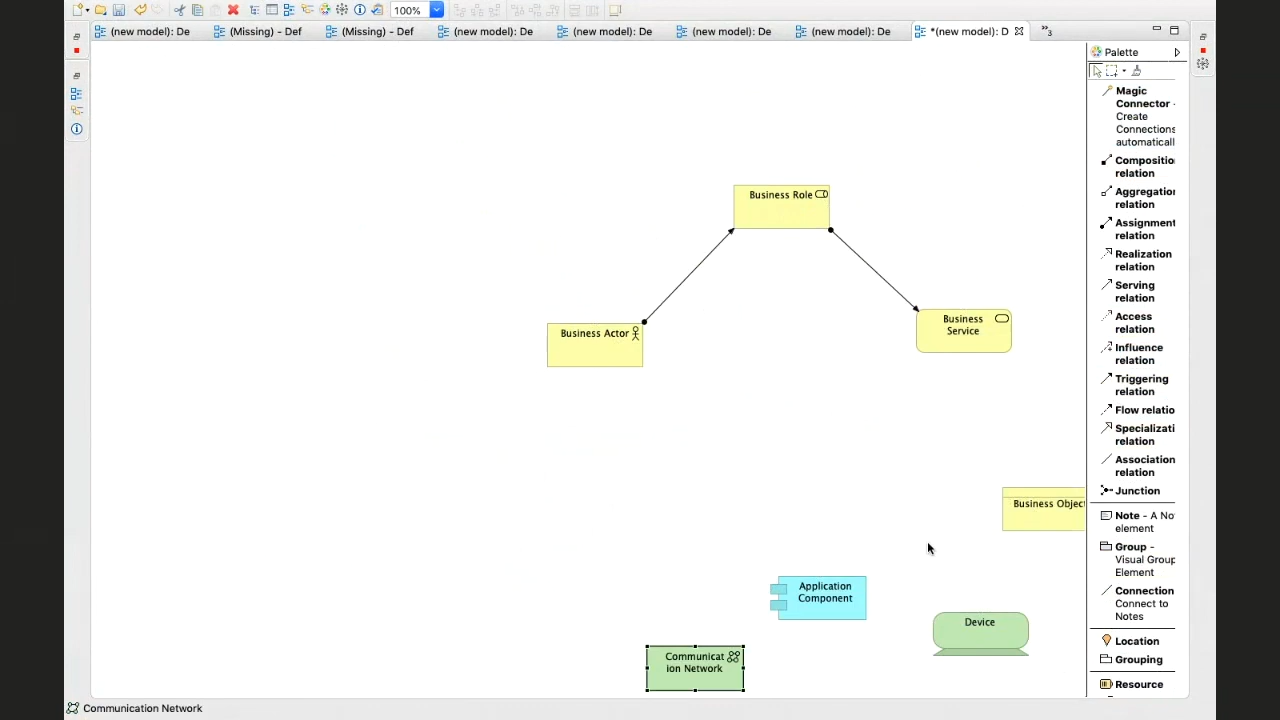 100%
(new model): De
(Missing) - Def
(Missing) - Def
(new model): De
(new model): De
(new model): De
(new model): De
*(new model): D
»3
Palette
Magic
Connector -
Create
Connections
automaticall
Compositio
relation
Aggregation
relation
Assignment
relation
Realization
relation
Serving
relation
Access
relation
Influence
relation
Triggering
relation
Flow relatio
Specializati
relation
Association
relation
Junction
Note - A No
element
Group -
Visual Group
Element
Connection
Connect to
Notes
Location
Grouping
Resource
Business Role
Business Actor
Business
Service
Business Object
Application
Component
Device
Communicat
ion Network
Communication Network